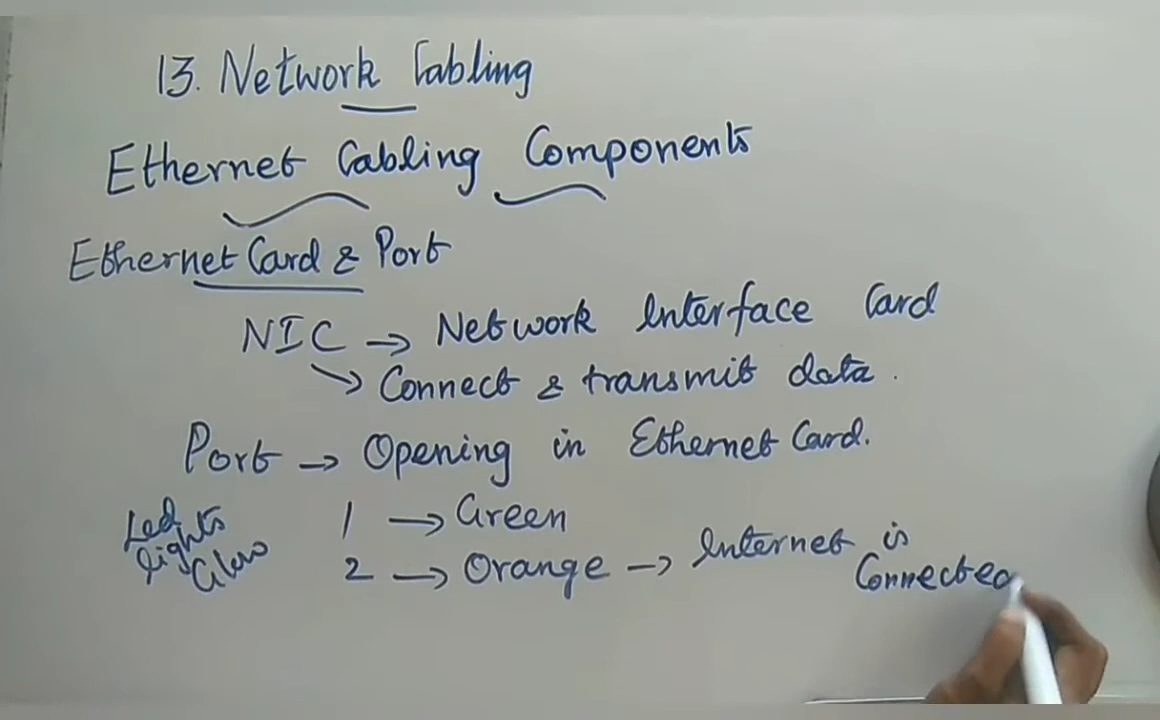 13. Network Cabling
Ethernet Cabling Components
Ethernet Card & Port
NIC → Network Interface Card
→ Connect & transmit data.
Port → Opening in Ethernet Card.
Led lights Glow
1 → Green
2 → Orange → Internet is Connected